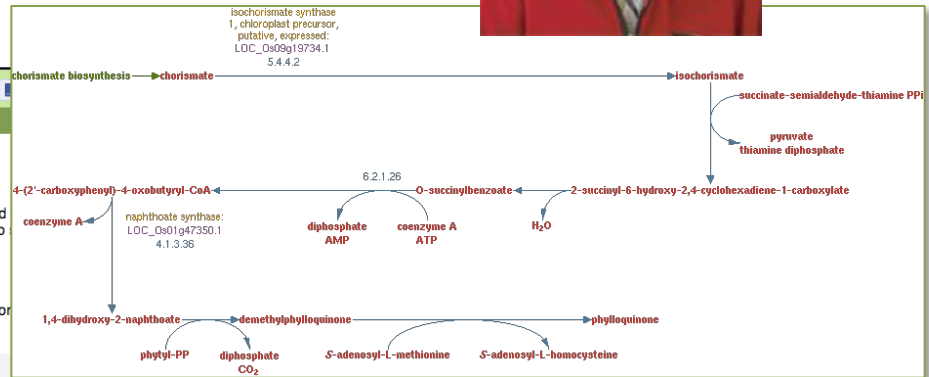 isochorismate synthase
1, chloroplast precursor,
putative, expressed:
LOC_Os09g19734.1
5.4.4.2
chorismate biosynthesis chorismate isochorismate
succinate-semialdehyde-thiamine PPi
pyruvate
thiamine diphosphate
6.2.1.26
4-(2'-carboxyphenyl)-4-oxobutyryl-CoA O-succinylbenzoate 2-succinyl-6-hydroxy-2,4-cyclohexadiene-1-carboxylate
coenzyme A
naphthoate synthase:
LOC_Os01g47350.1
4.1.3.36
diphosphate
AMP
coenzyme A
ATP
H2O
1,4-dihydroxy-2-naphthoate demethylphylloquinone phylloquinone
phytyl-PP
diphosphate
CO2
S-adenosyl-L-methionine
S-adenosyl-L-homocysteine